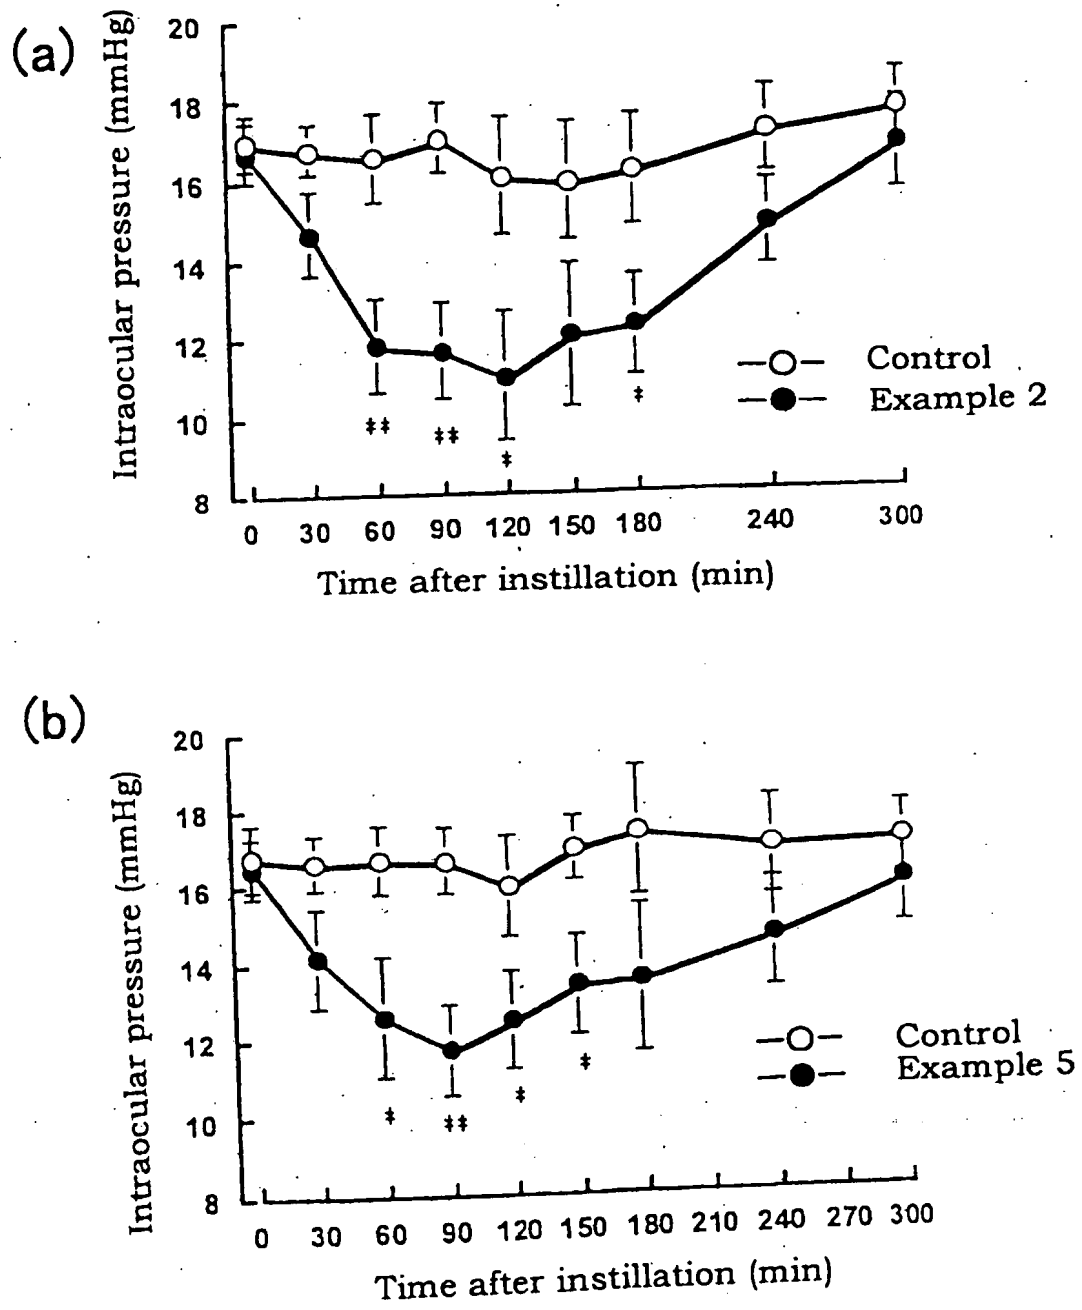 (a)
Intraocular pressure (mmHg)
20
18
16
14
12
10
8
‡‡
‡‡
‡
‡
Control
Example 2
0 30 60 90 120 150 180 240 300
Time after instillation (min)
(b)
Intraocular pressure (mmHg)
20
18
16
14
12
10
8
‡
‡‡
‡
‡
Control
Example 5
0 30 60 90 120 150 180 210 240 270 300
Time after instillation (min)